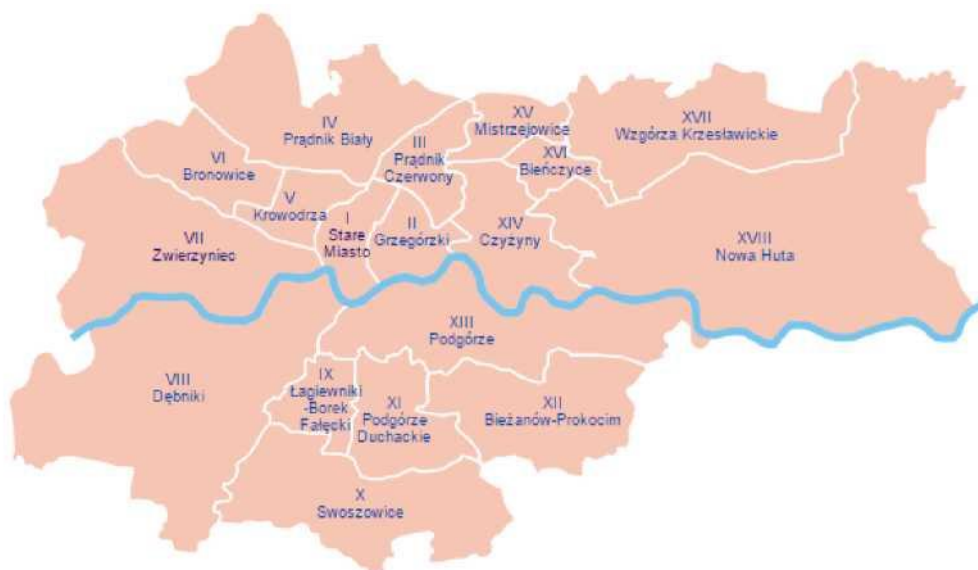 IV
Prądnik Biały
XV
Mistrzejowice
XVII
Wzgórza Krzesławickie
III
Prądnik
Czerwony
XVI
Bieńczyce
VI
Bronowice
V
Krowodrza
I
Stare
Miasto
II
Grzegórzki
XIV
Czyżyny
VII
Zwierzyniec
XVIII
Nowa Huta
XIII
Podgórze
VIII
Dębniki
IX
Łagiewniki
-Borek
Fałęcki
XI
Podgórze
Duchackie
XII
Bieżanów-Prokocim
X
Swoszowice